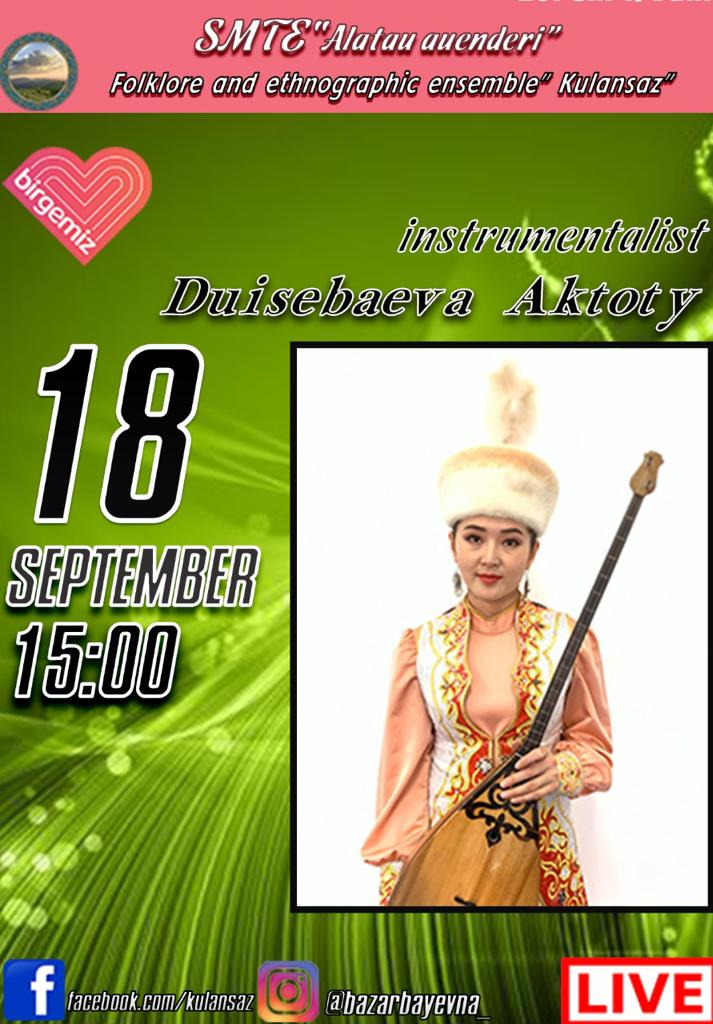 SMTE"Alatau auenderi"
Folklore and ethnographic ensemble" Kulansaz"
birgemiz
instrumentalist
Duisebaeva Aktoty
18
SEPTEMBER
15:00
facebook.com/kulansaz
@bazarbayevna_
LIVE